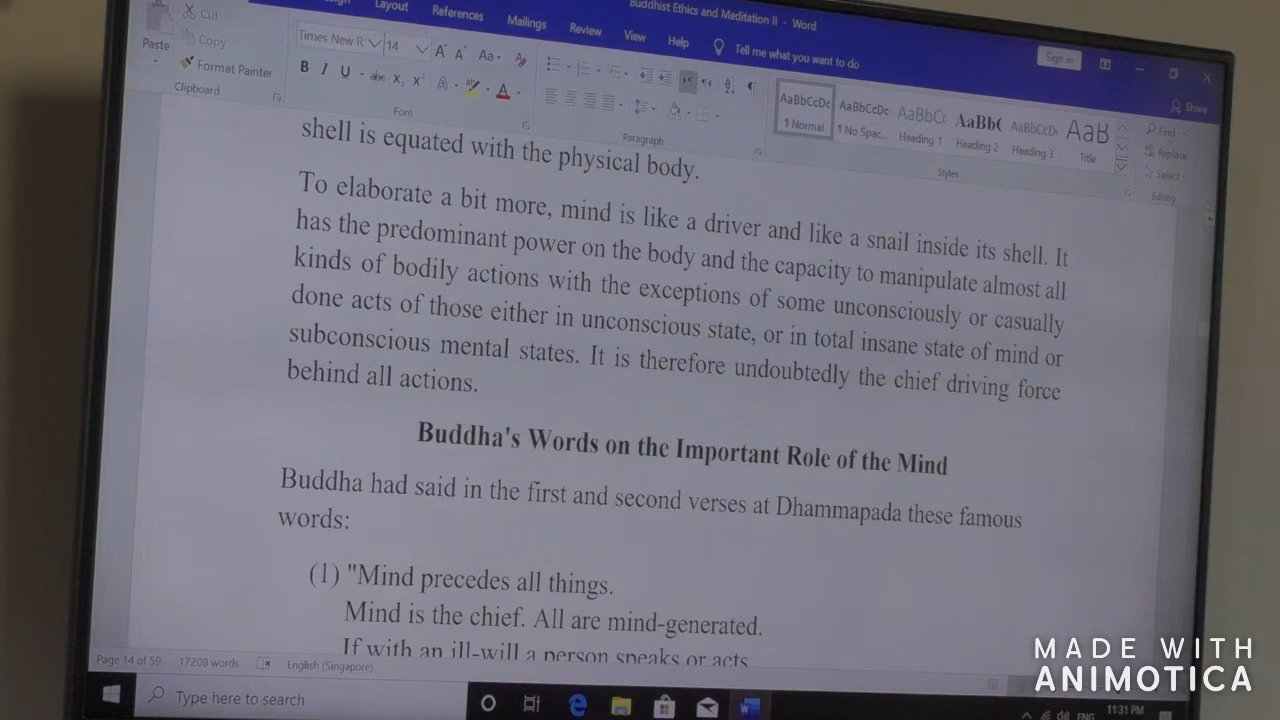 Buddhist Ethics and Meditation II - Word
Layout References Mailings Review View Help Tell me what you want to do
Sign in
Share
Cut
Copy
Format Painter
Paste
Clipboard
Times New R 14
Font
Paragraph
AaBbCcDc AaBbCcDc AaBbCc AaBb( AaBbCcD AaB
¶ Normal ¶ No Spac... Heading 1 Heading 2 Heading 3 Title
Styles
Find
Replace
Select
Editing
shell is equated with the physical body.
To elaborate a bit more, mind is like a driver and like a snail inside its shell. It
has the predominant power on the body and the capacity to manipulate almost all
kinds of bodily actions with the exceptions of some unconsciously or casually
done acts of those either in unconscious state, or in total insane state of mind or
subconscious mental states. It is therefore undoubtedly the chief driving force
behind all actions.
Buddha's Words on the Important Role of the Mind
Buddha had said in the first and second verses at Dhammapada these famous
words:
(1) "Mind precedes all things.
Mind is the chief. All are mind-generated.
If with an ill-will a person speaks or acts
Page 14 of 59 17208 words English (Singapore)
Type here to search
ENG 11:31 PM
MADE WITH
ANIMOTICA